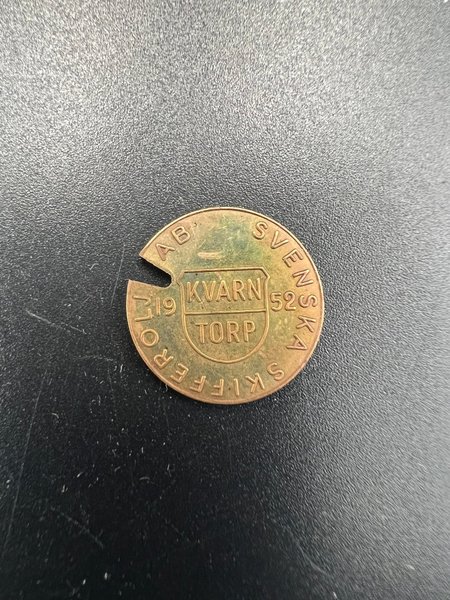 AB SVENSKA SKIFFEROLJ
19 52
KVARN
TORP